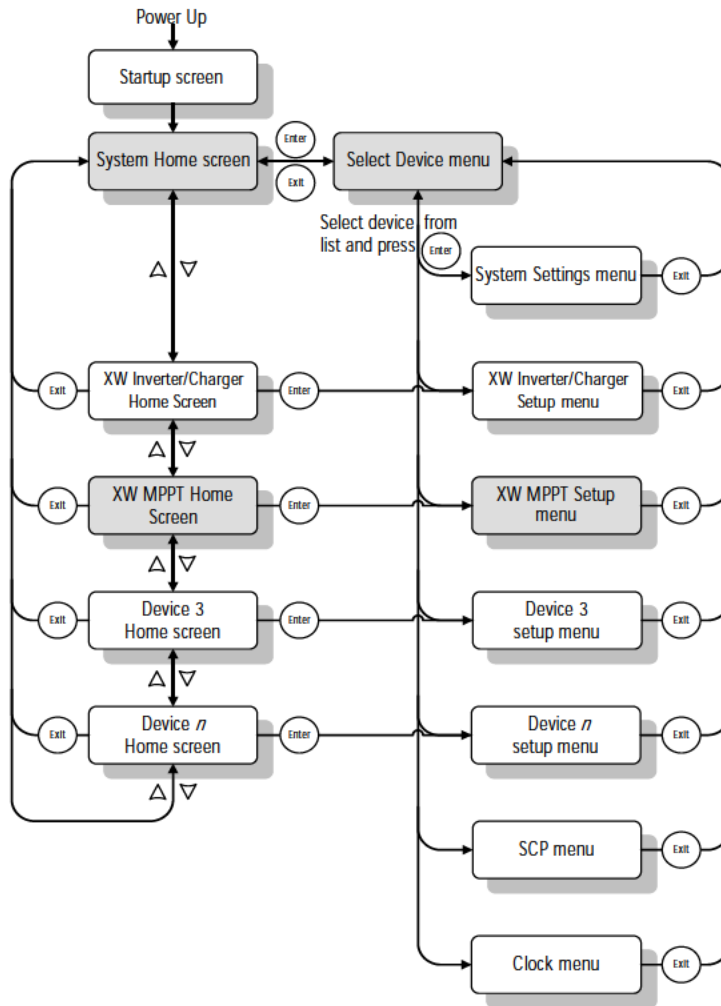 Power Up
Startup screen
Enter
System Home screen
Select Device menu
Exit
Select device from
list and press
Enter
System Settings menu
Exit
XW Inverter/Charger
Home Screen
XW Inverter/Charger
Setup menu
Exit
Enter
Exit
XW MPPT Home
Screen
XW MPPT Setup
menu
Exit
Enter
Exit
Device 3
Home screen
Device 3
setup menu
Exit
Enter
Exit
Device n
Home screen
Device n
setup menu
Exit
Enter
Exit
SCP menu
Exit
Clock menu
Exit